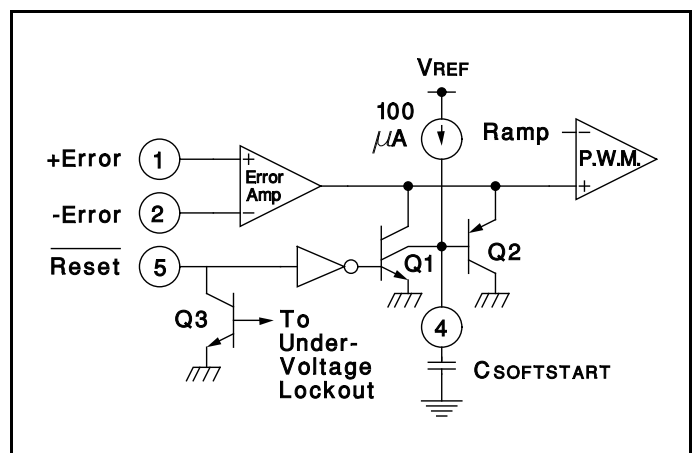 VREF
100
μA
Ramp
P.W.M.
+Error
1
+
Error
Amp
+
-Error
2
-
Reset
5
Q1
Q2
Q3
To
Under-
Voltage
Lockout
4
CSOFTSTART